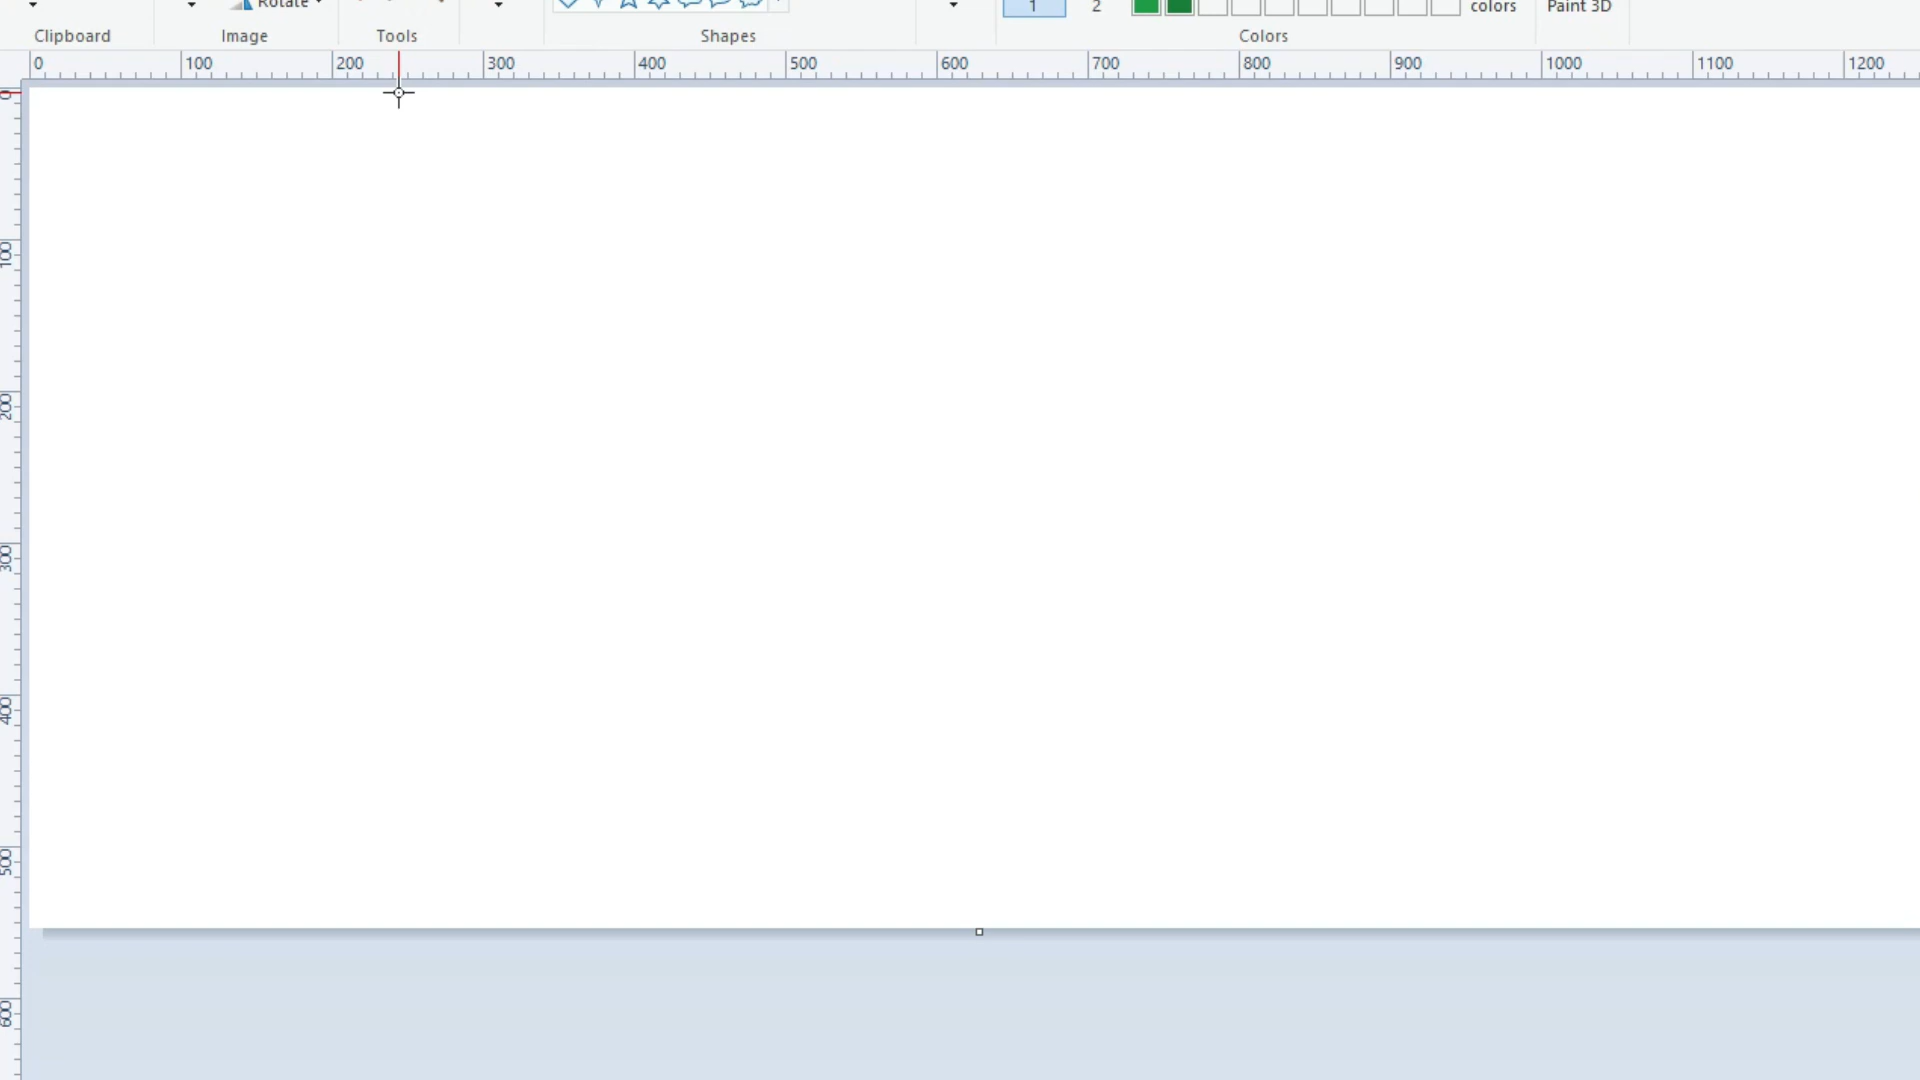 Rotate
1 2 colors Paint 3D
Clipboard Image Tools Shapes Colors
0 100 200 300 400 500 600 700 800 900 1000 1100 1200
0
100
200
300
400
500
600